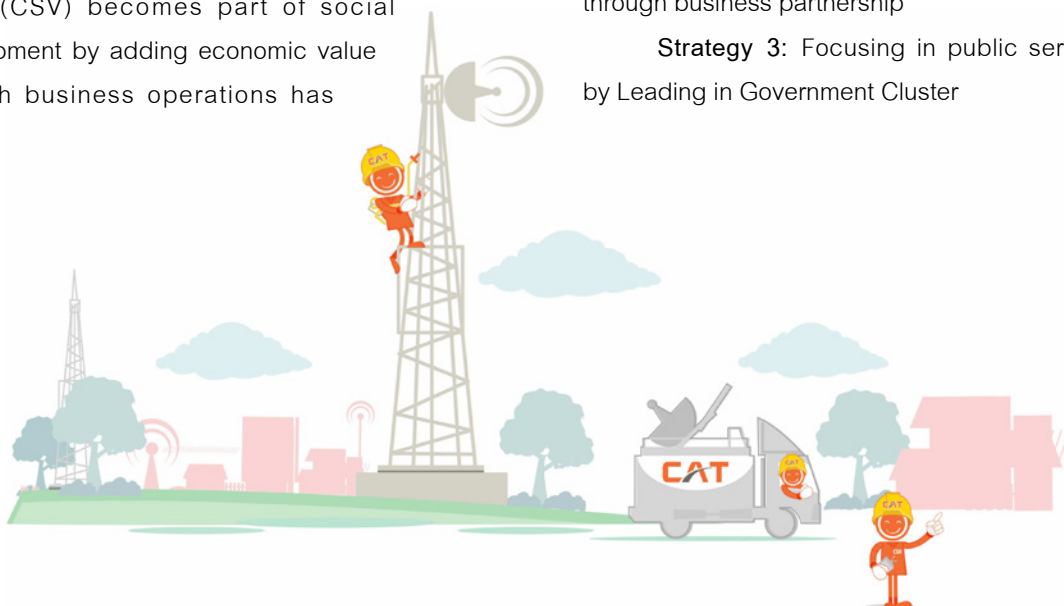 (CSV) becomes part of social
opment by adding economic value
h business operations has
through business partnership
Strategy 3: Focusing in public ser
by Leading in Government Cluster
CAT
CAT
CAT
CAT